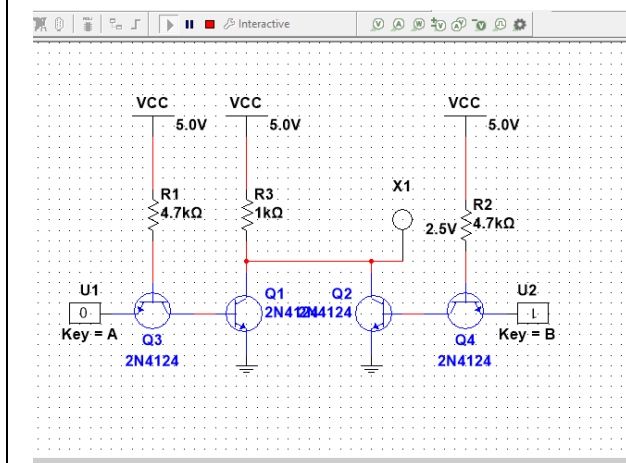 Interactive
VCC VCC VCC
5.0V 5.0V 5.0V
R1
4.7kΩ
R3
1kΩ
X1
2.5V
R2
4.7kΩ
U1
0
Key = A
Q3
2N4124
Q1
2N4124
Q2
2N4124
U2
1
Key = B
Q4
2N4124